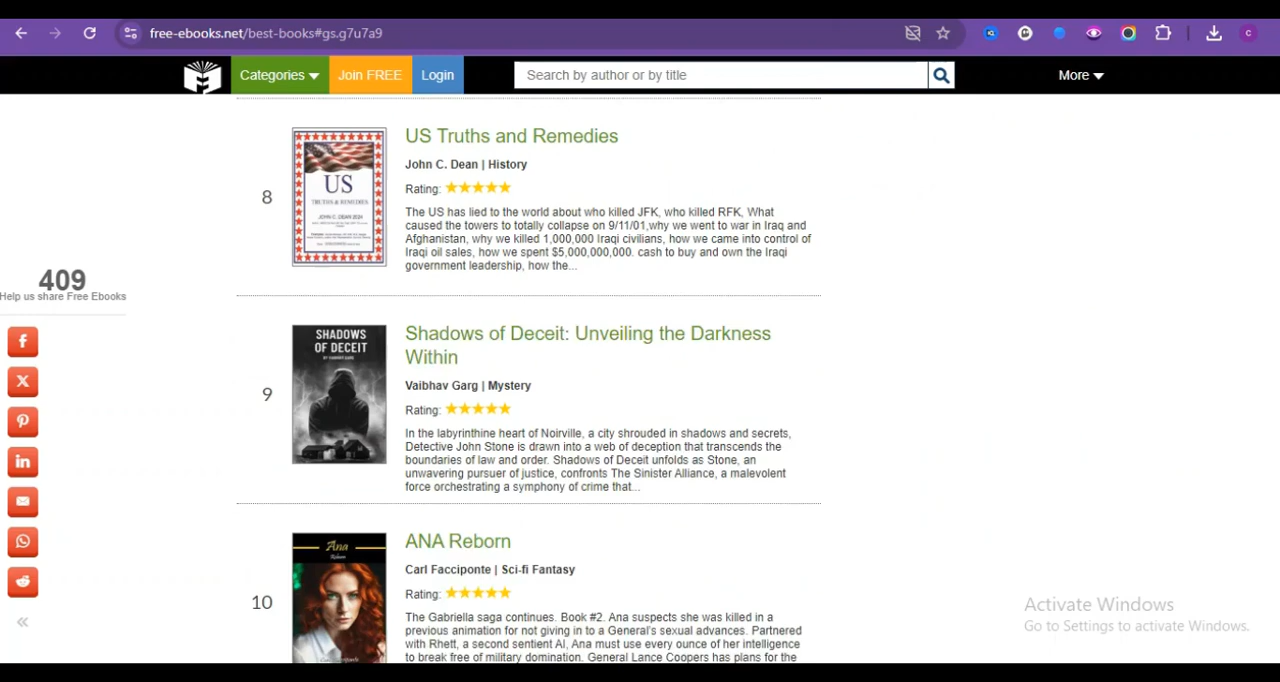 free-ebooks.net/best-books#gs.g7u7a9
Categories
Join FREE
Login
Search by author or by title
More
8
US
TRUTHS & REMEDIES
JOHN C. DEAN 2024
US Truths and Remedies
John C. Dean | History
Rating:
The US has lied to the world about who killed JFK, who killed RFK, What
caused the towers to totally collapse on 9/11/01,why we went to war in Iraq and
Afghanistan, why we killed 1,000,000 Iraqi civilians, how we came into control of
Iraqi oil sales, how we spent $5,000,000,000. cash to buy and own the Iraqi
government leadership, how the...
409
Help us share Free Ebooks
9
SHADOWS
OF DECEIT
BY VAIBHAV GARG
Shadows of Deceit: Unveiling the Darkness
Within
Vaibhav Garg | Mystery
Rating:
In the labyrinthine heart of Noirville, a city shrouded in shadows and secrets,
Detective John Stone is drawn into a web of deception that transcends the
boundaries of law and order. Shadows of Deceit unfolds as Stone, an
unwavering pursuer of justice, confronts The Sinister Alliance, a malevolent
force orchestrating a symphony of crime that...
10
Ana
Reborn
ANA Reborn
Carl Facciponte | Sci-fi Fantasy
Rating:
The Gabriella saga continues. Book #2. Ana suspects she was killed in a
previous animation for not giving in to a General's sexual advances. Partnered
with Rhett, a second sentient AI, Ana must use every ounce of her intelligence
to break free of military domination. General Lance Coopers has plans for the
Activate Windows
Go to Settings to activate Windows.